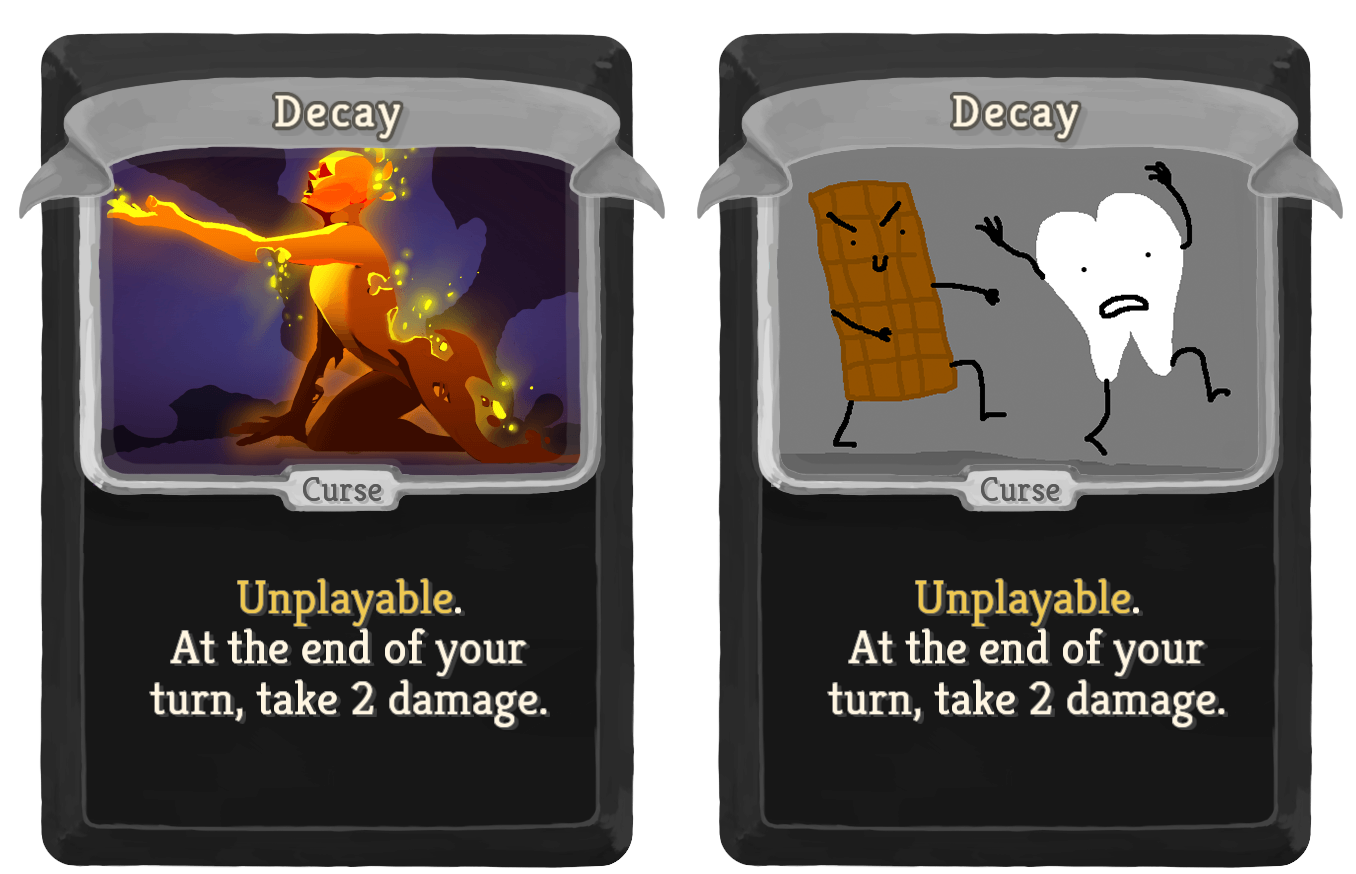 Decay
Curse
Unplayable.
At the end of your
turn, take 2 damage.
Decay
Curse
Unplayable.
At the end of your
turn, take 2 damage.